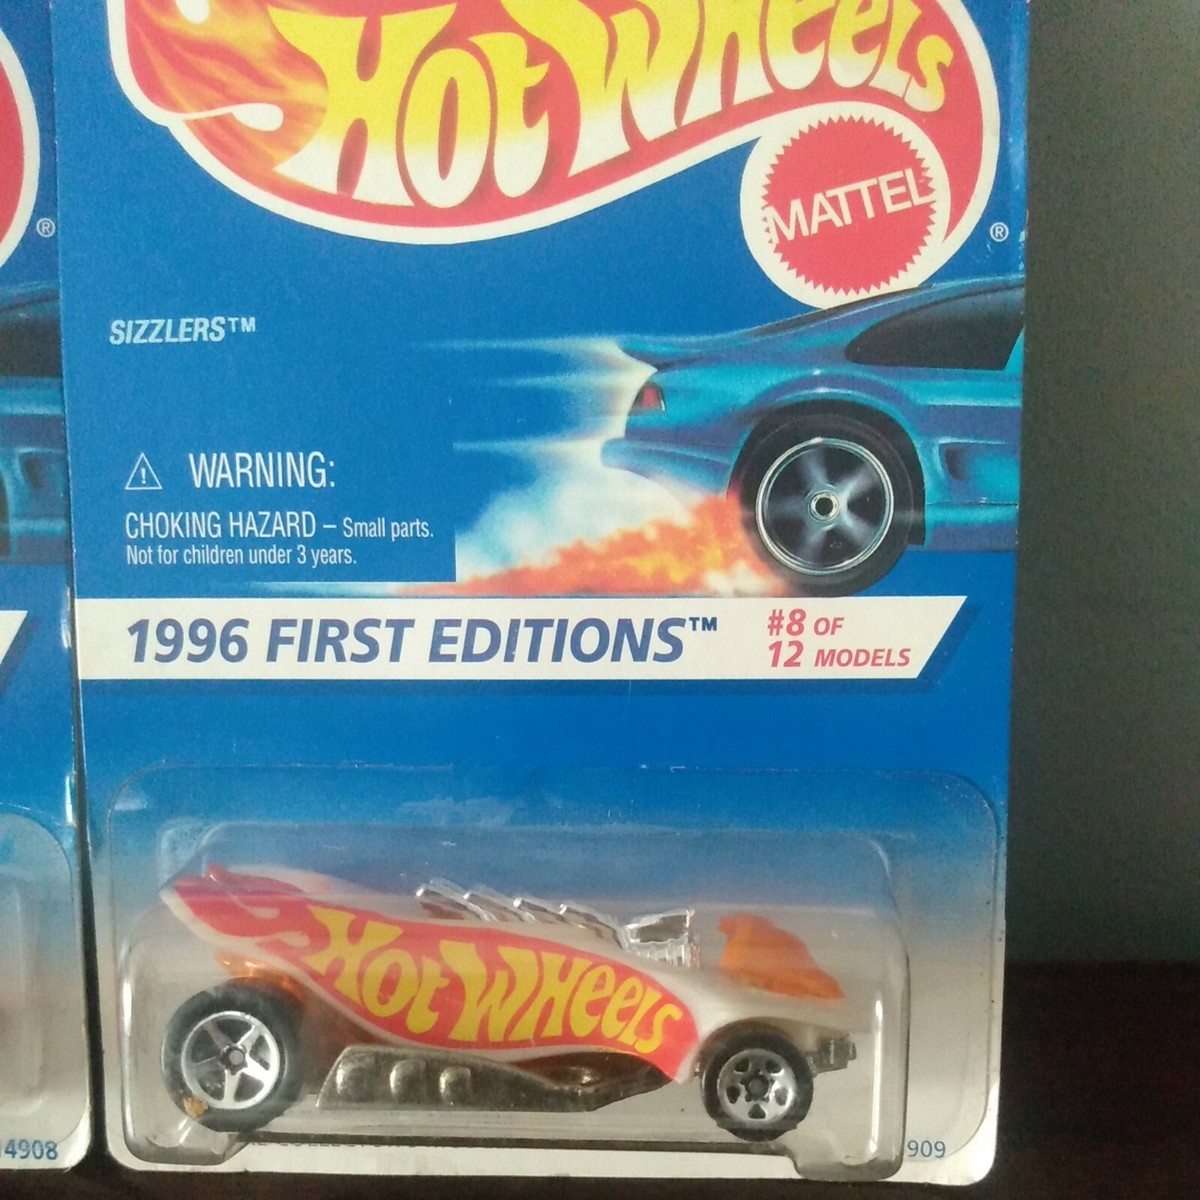 HOT WHEELS
MATTEL
®
®
SIZZLERS™
⚠ WARNING:
CHOKING HAZARD – Small parts.
Not for children under 3 years.
1996 FIRST EDITIONS™
#8 OF
12 MODELS
HOT WHEELS
14908
909